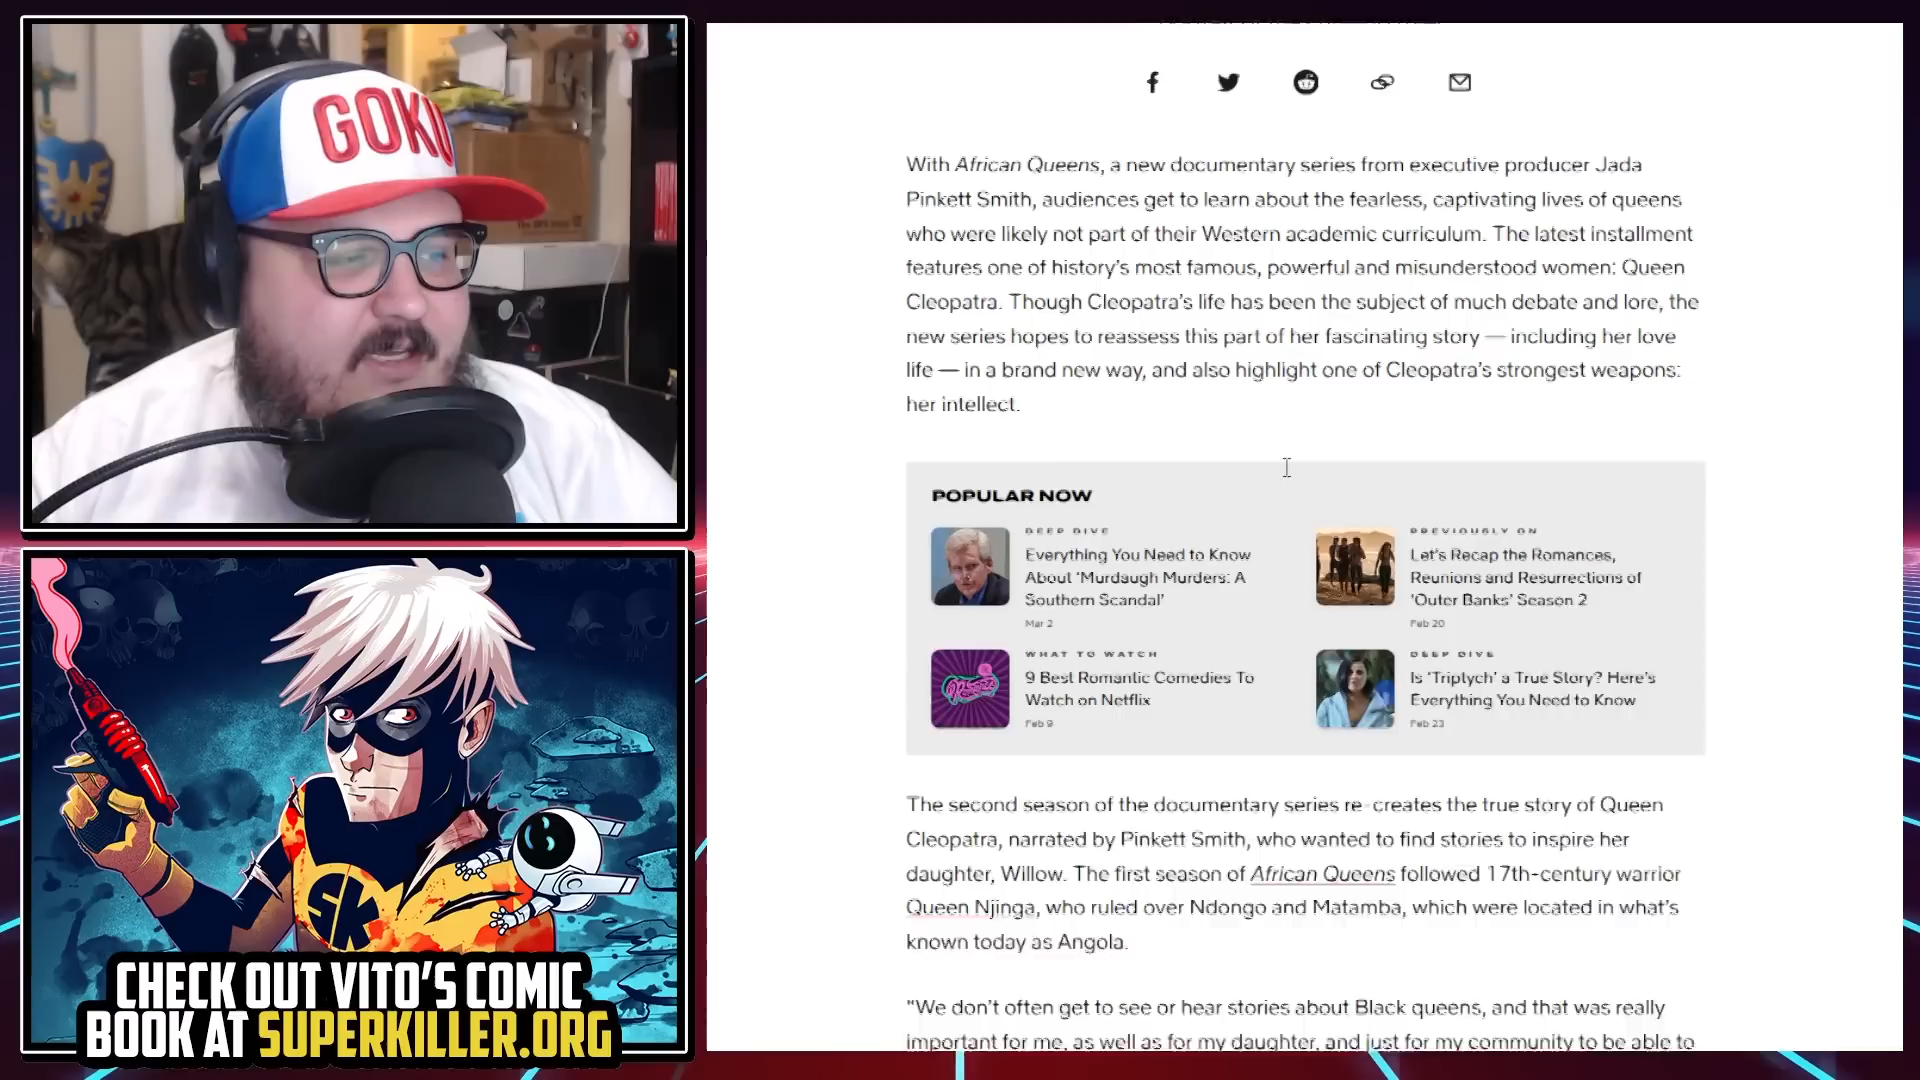 GOKU
With African Queens, a new documentary series from executive producer Jada
Pinkett Smith, audiences get to learn about the fearless, captivating lives of queens
who were likely not part of their Western academic curriculum. The latest installment
features one of history's most famous, powerful and misunderstood women: Queen
Cleopatra. Though Cleopatra's life has been the subject of much debate and lore, the
new series hopes to reassess this part of her fascinating story — including her love
life — in a brand new way, and also highlight one of Cleopatra's strongest weapons:
her intellect.
POPULAR NOW
DEEP DIVE
Everything You Need to Know
About 'Murdaugh Murders: A
Southern Scandal'
Mar 2
PREVIOUSLY ON
Let's Recap the Romances,
Reunions and Resurrections of
'Outer Banks' Season 2
Feb 20
WHAT TO WATCH
9 Best Romantic Comedies To
Watch on Netflix
Feb 9
DEEP DIVE
Is 'Triptych' a True Story? Here's
Everything You Need to Know
Feb 23
The second season of the documentary series re-creates the true story of Queen
Cleopatra, narrated by Pinkett Smith, who wanted to find stories to inspire her
daughter, Willow. The first season of African Queens followed 17th-century warrior
Queen Njinga, who ruled over Ndongo and Matamba, which were located in what's
known today as Angola.
"We don't often get to see or hear stories about Black queens, and that was really
important for me, as well as for my daughter, and just for my community to be able to
SK
CHECK OUT VITO'S COMIC
BOOK AT SUPERKILLER.ORG